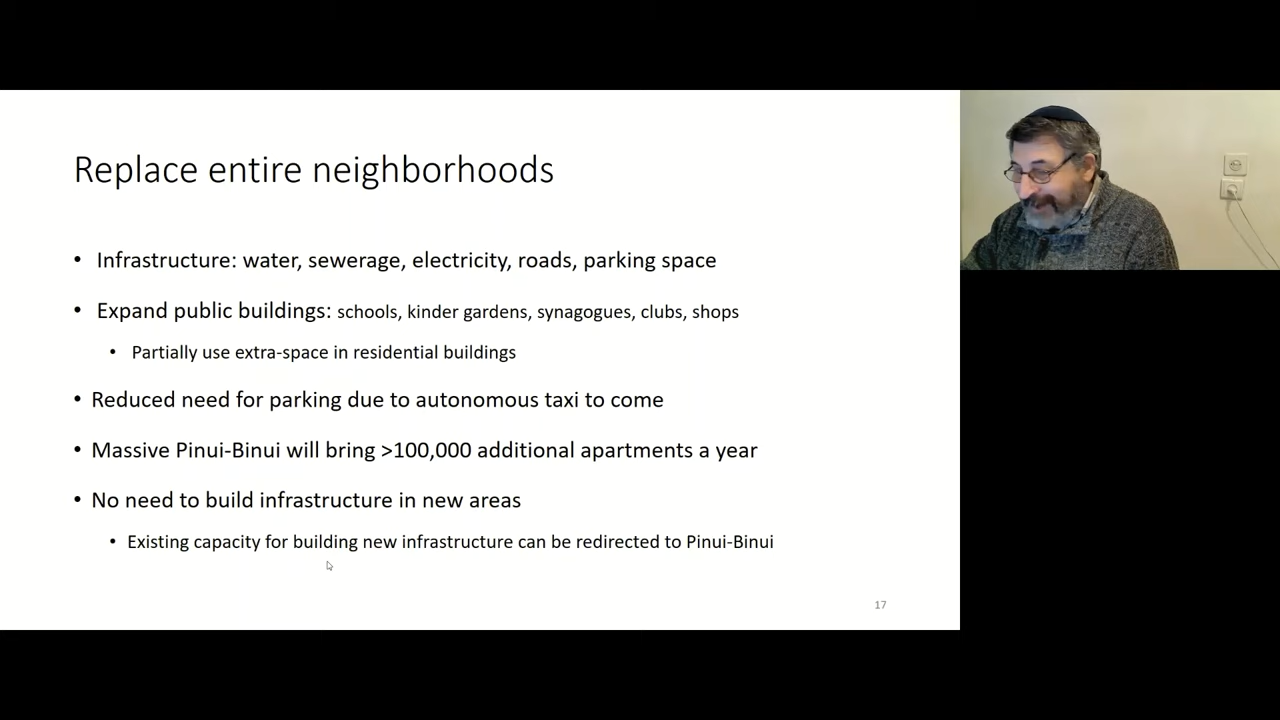 Replace entire neighborhoods
• Infrastructure: water, sewerage, electricity, roads, parking space
• Expand public buildings: schools, kinder gardens, synagogues, clubs, shops
• Partially use extra-space in residential buildings
• Reduced need for parking due to autonomous taxi to come
• Massive Pinui-Binui will bring >100,000 additional apartments a year
• No need to build infrastructure in new areas
• Existing capacity for building new infrastructure can be redirected to Pinui-Binui
17